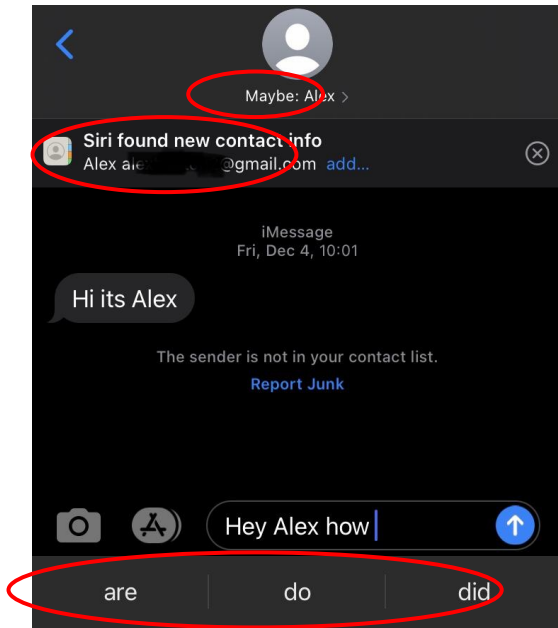 Maybe: Alex >
Siri found new contact info
Alex @gmail.com add...
iMessage
Fri, Dec 4, 10:01
Hi its Alex
The sender is not in your contact list.
Report Junk
Hey Alex how
are do did